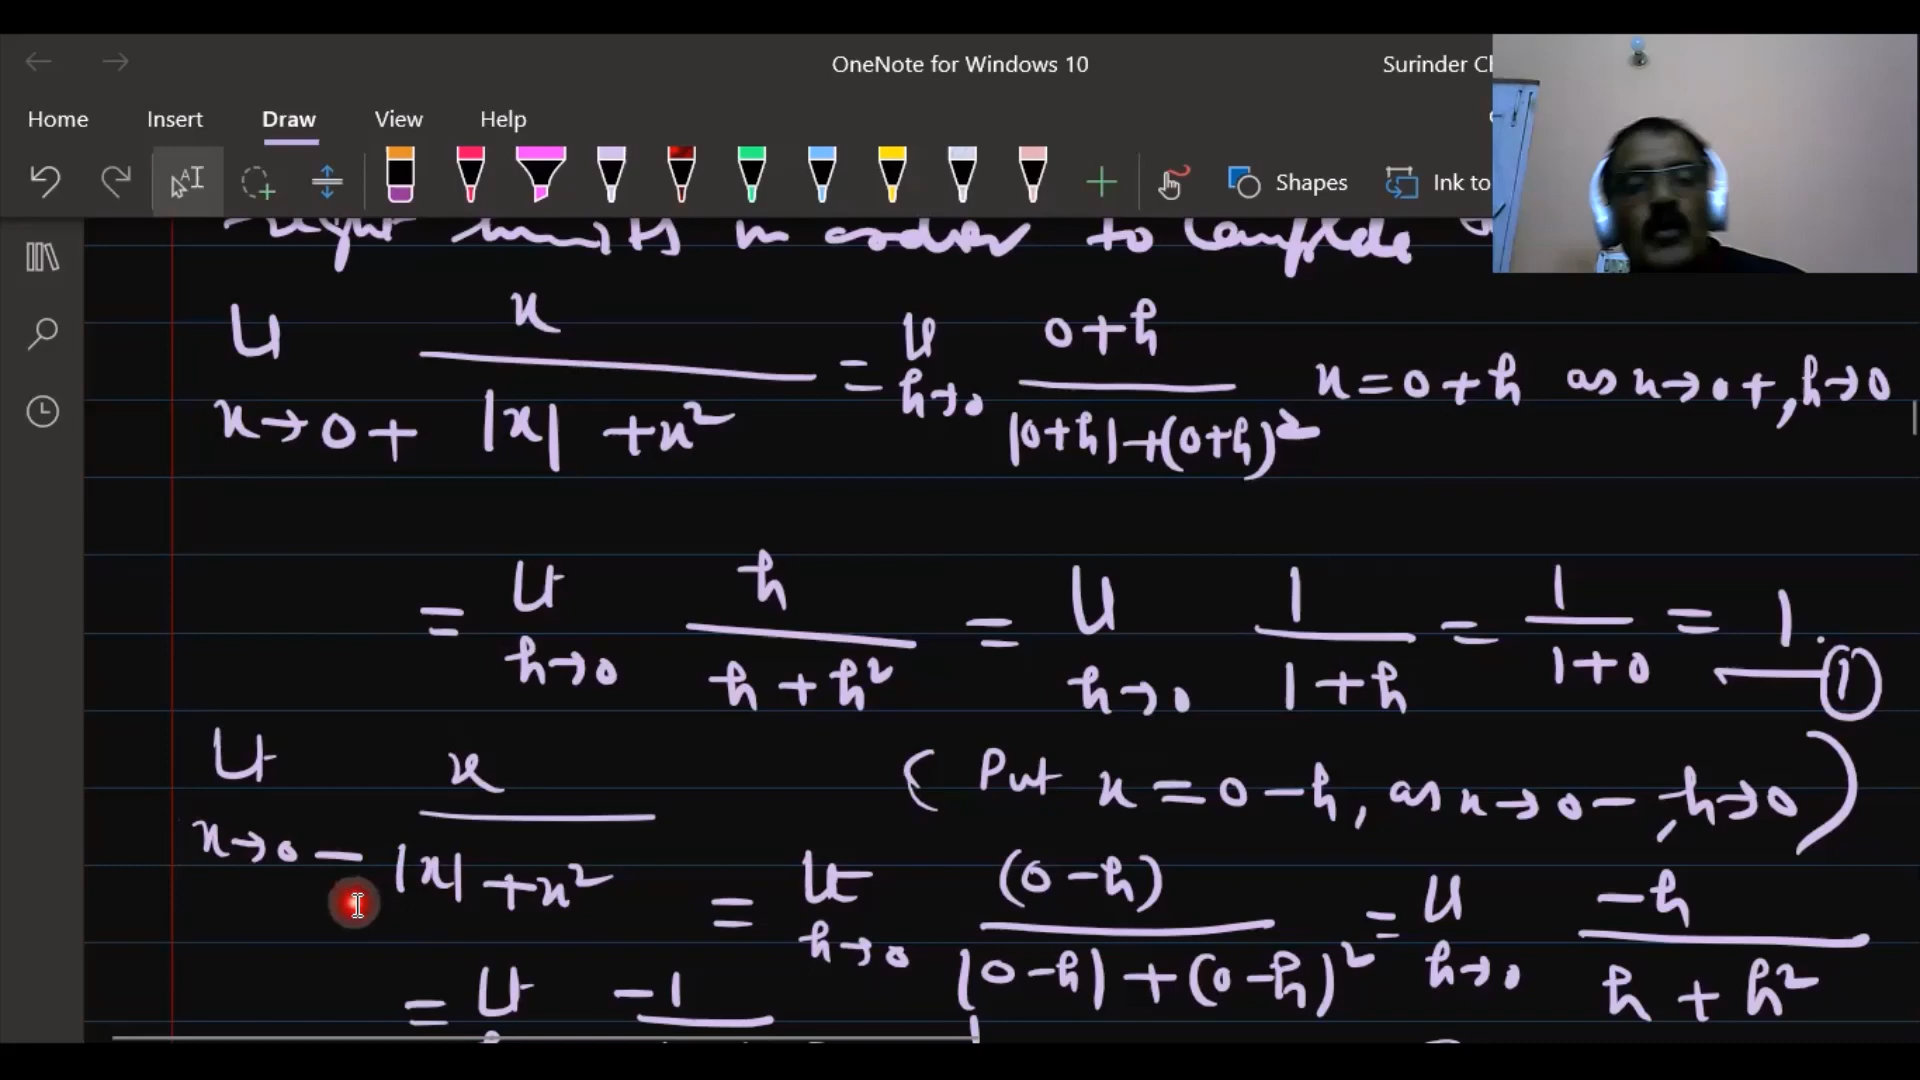 OneNote for Windows 10
Surinder Cl
Home Insert Draw View Help
Shapes
Ink to
right limits in order to Complete
Lt x→0+ x / |x| + x² = Lt h→0 0+h / |0+h|+(0+h)² x = 0+h as x→0+, h→0
= Lt h→0 h / h + h² = Lt h→0 1 / 1+h = 1 / 1+0 = 1. ①
Lt x→0− x / |x| + x² ( Put x = 0−h, as x→0−, h→0 )
= Lt h→0 (0−h) / |0−h| + (0−h)² = Lt h→0 −h / h + h²
= Lt −1